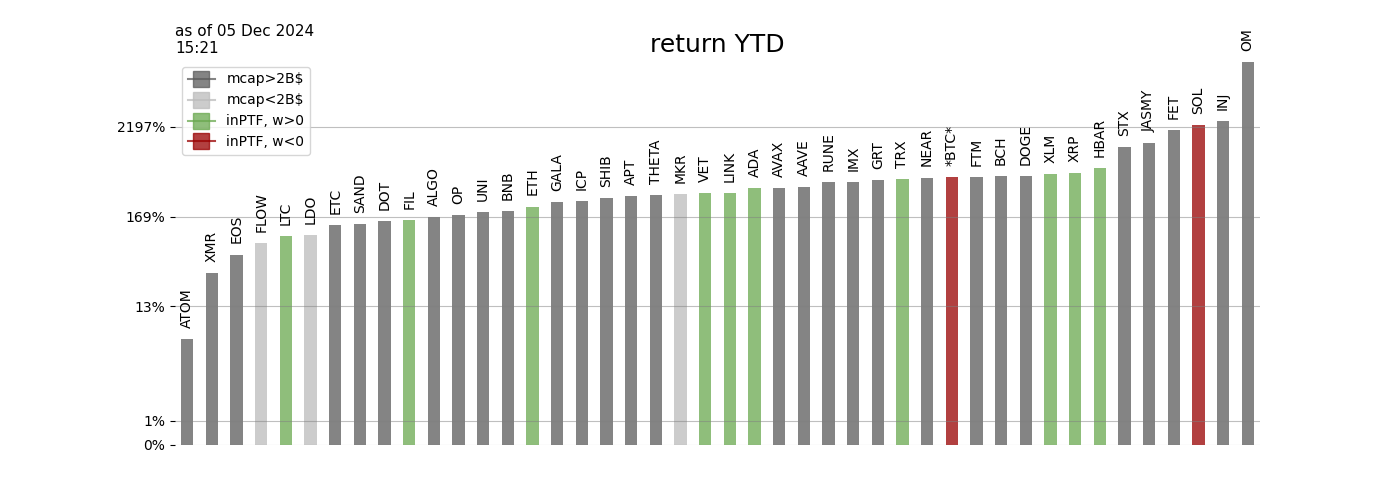 as of 05 Dec 2024
15:21
return YTD
mcap>2B$
mcap<2B$
inPTF, w>0
inPTF, w<0
2197%
169%
13%
1%
0%
ATOM
XMR
EOS
FLOW
LTC
LDO
ETC
SAND
DOT
FIL
ALGO
OP
UNI
BNB
ETH
GALA
ICP
SHIB
APT
THETA
MKR
VET
LINK
ADA
AVAX
AAVE
RUNE
IMX
GRT
TRX
NEAR
*BTC*
FTM
BCH
DOGE
XLM
XRP
HBAR
STX
JASMY
FET
SOL
INJ
OM